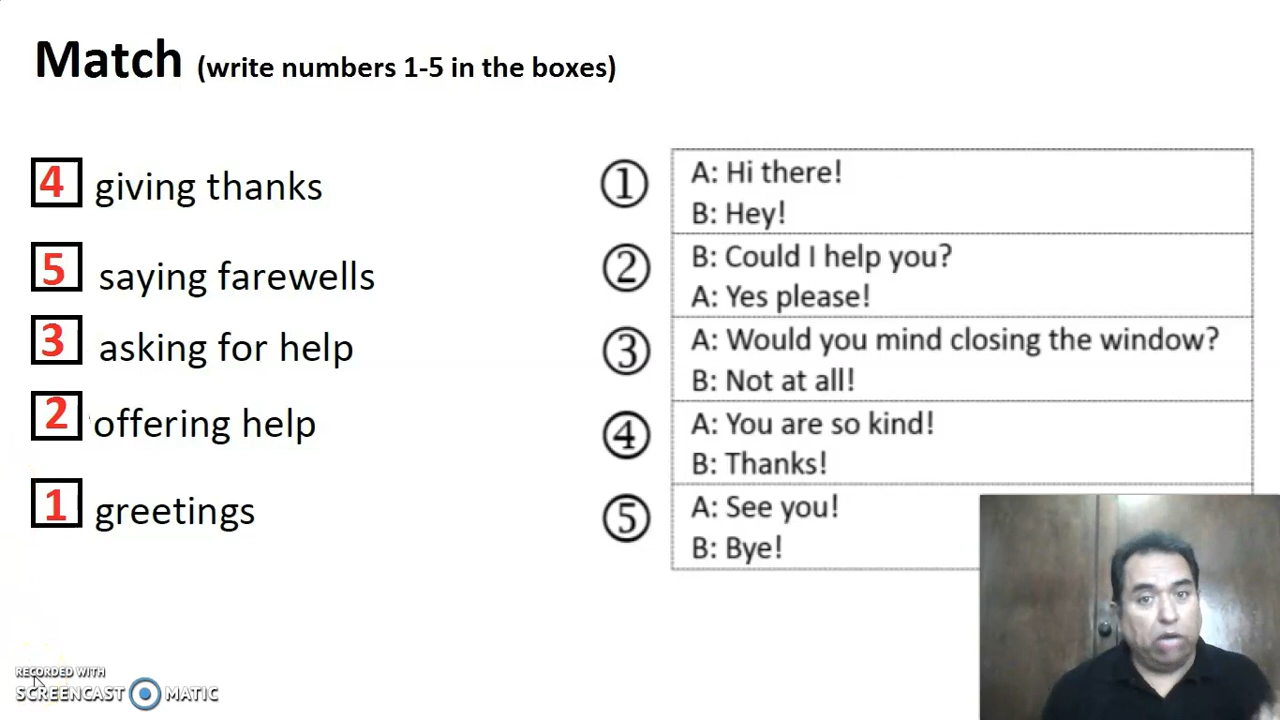 Match (write numbers 1-5 in the boxes)
4 giving thanks
5 saying farewells
3 asking for help
2 offering help
1 greetings
① A: Hi there!
B: Hey!
② B: Could I help you?
A: Yes please!
③ A: Would you mind closing the window?
B: Not at all!
④ A: You are so kind!
B: Thanks!
⑤ A: See you!
B: Bye!
RECORDED WITH
SCREENCAST MATIC